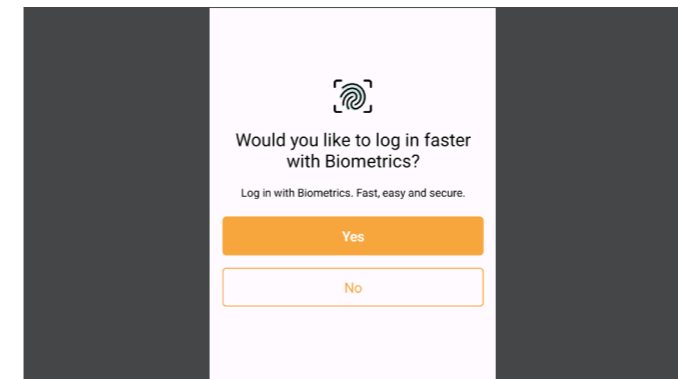 Would you like to log in faster
with Biometrics?
Log in with Biometrics. Fast, easy and secure.
Yes
No